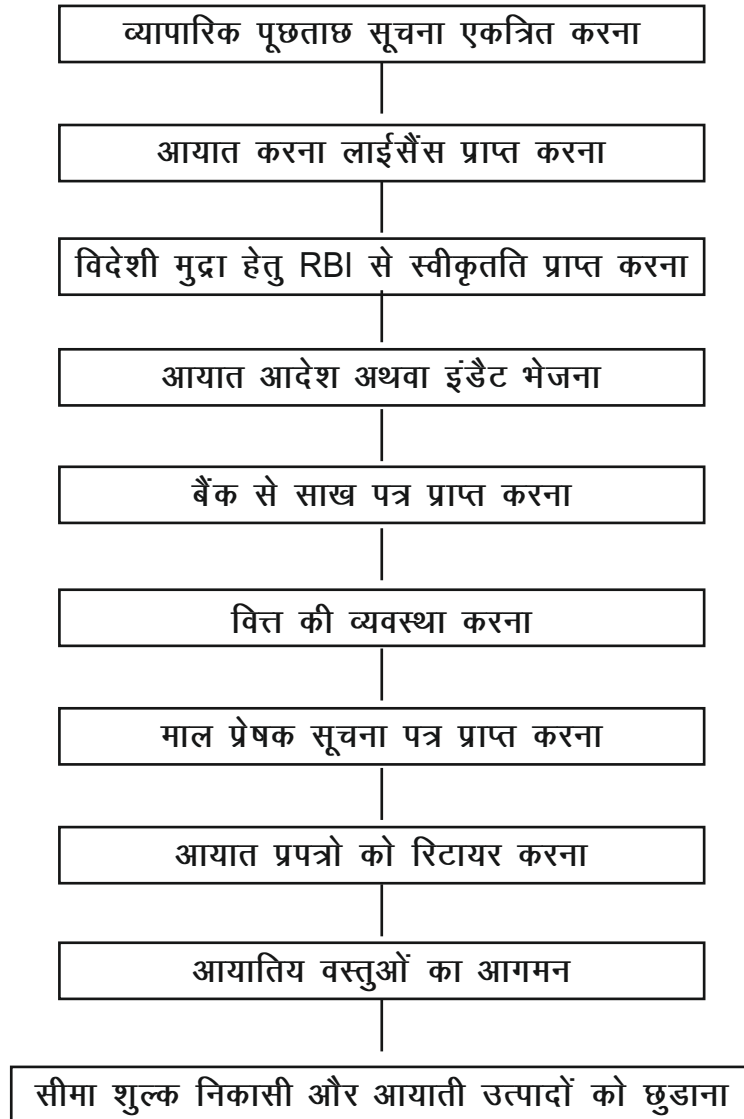 व्यापारिक पूछताछ सूचना एकत्रित करना
आयात करना लाईसैंस प्राप्त करना
विदेशी मुद्रा हेतु RBI से स्वीकृतति प्राप्त करना
आयात आदेश अथवा इंडैट भेजना
बैंक से साख पत्र प्राप्त करना
वित्त की व्यवस्था करना
माल प्रेषक सूचना पत्र प्राप्त करना
आयात प्रपत्रो को रिटायर करना
आयातिय वस्तुओं का आगमन
सीमा शुल्क निकासी और आयाती उत्पादों को छुडाना